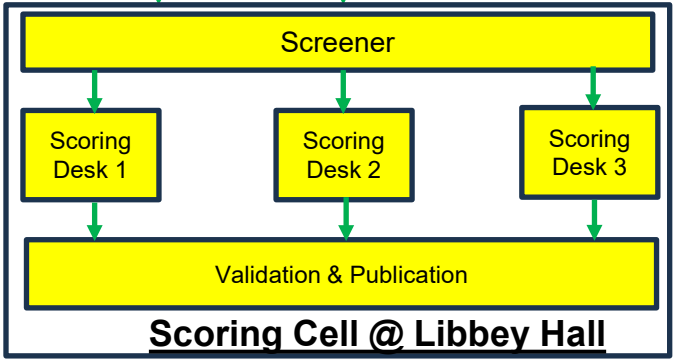 Screener
Scoring
Desk 1
Scoring
Desk 2
Scoring
Desk 3
Validation & Publication
Scoring Cell @ Libbey Hall